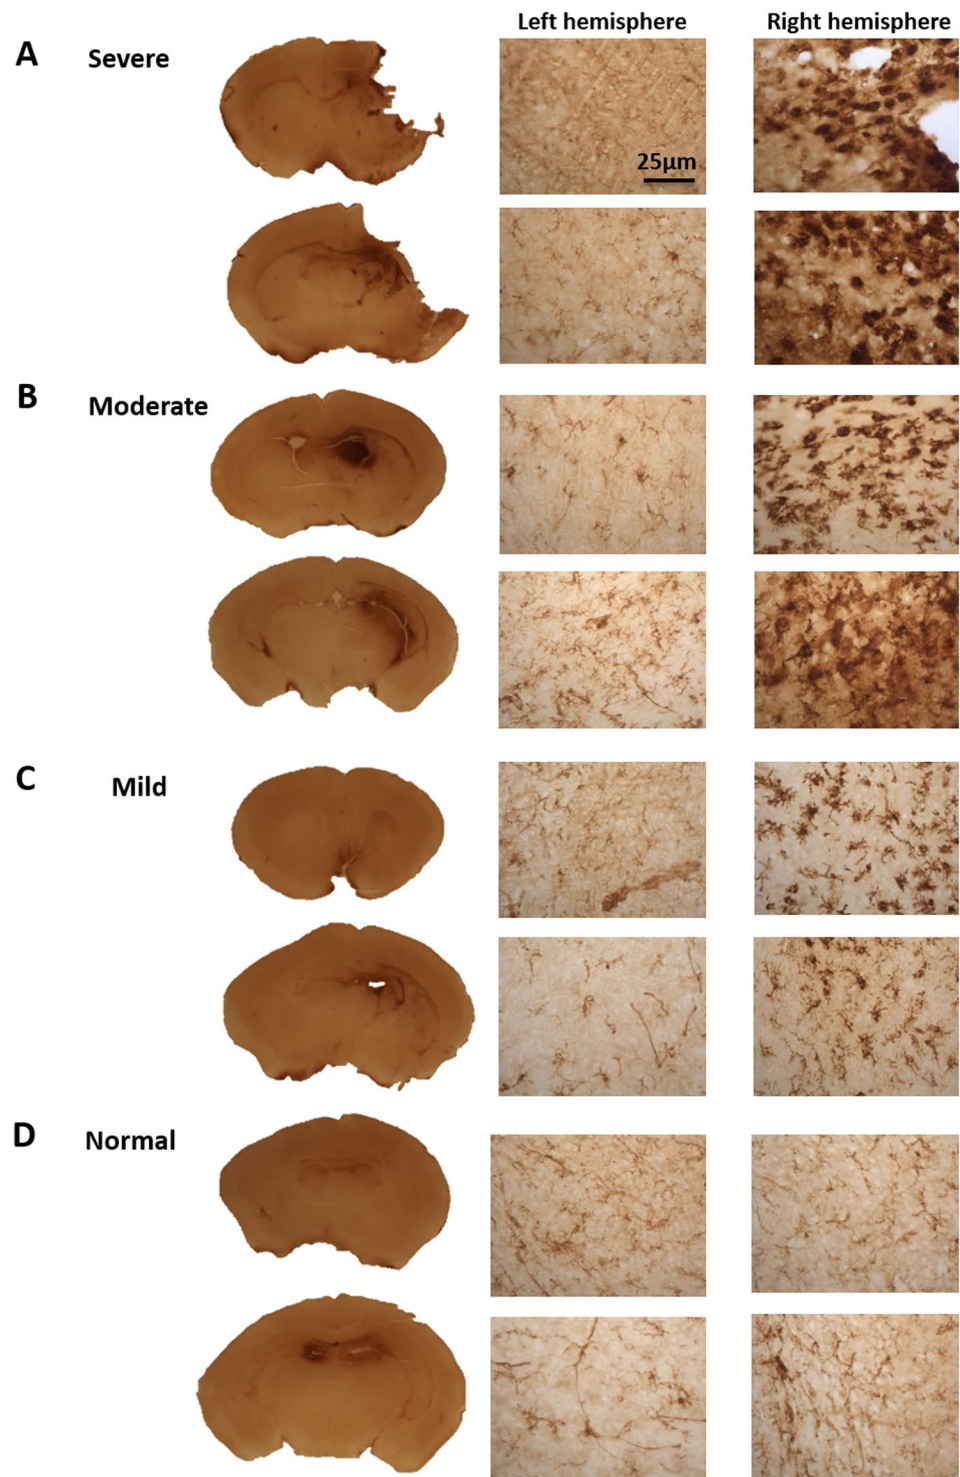 Left hemisphere Right hemisphere
A Severe
25μm
B Moderate
C Mild
D Normal